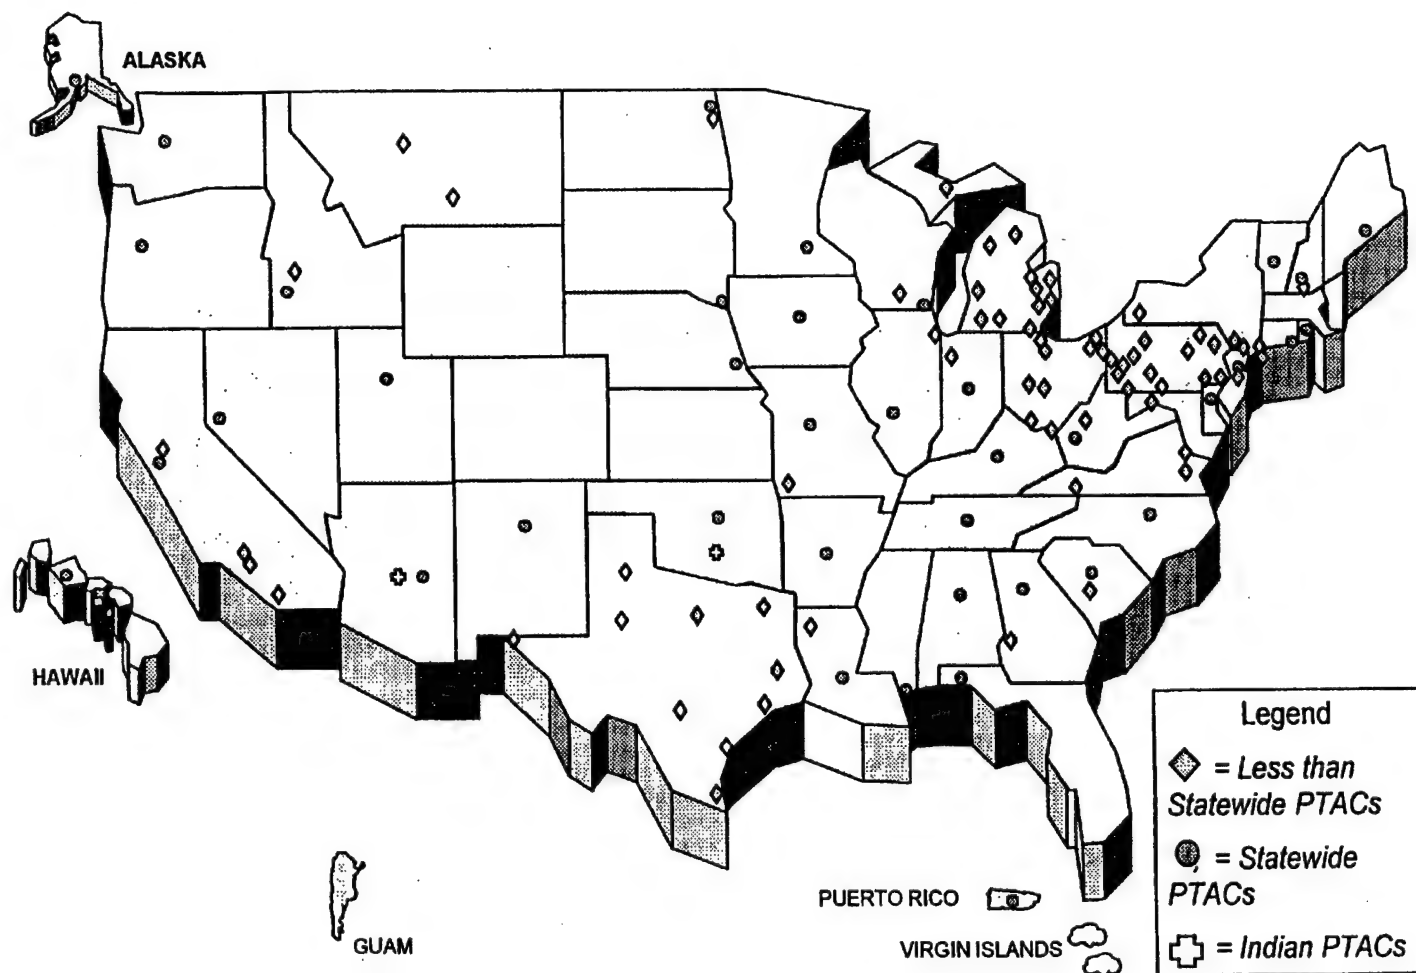 ALASKA
HAWAII
GUAM
PUERTO RICO
VIRGIN ISLANDS
Legend
= Less than
Statewide PTACs
= Statewide
PTACs
= Indian PTACs